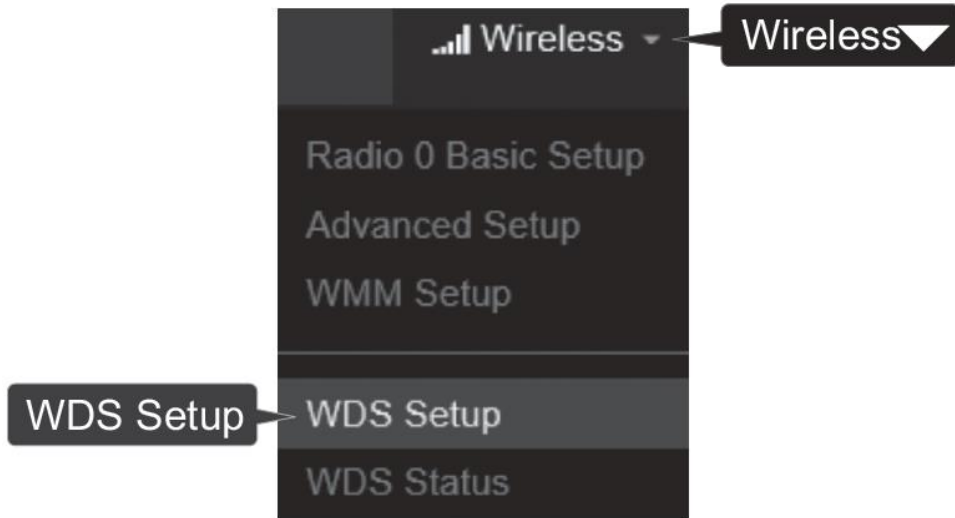 Wireless Wireless
Radio 0 Basic Setup
Advanced Setup
WMM Setup
WDS Setup WDS Setup
WDS Status